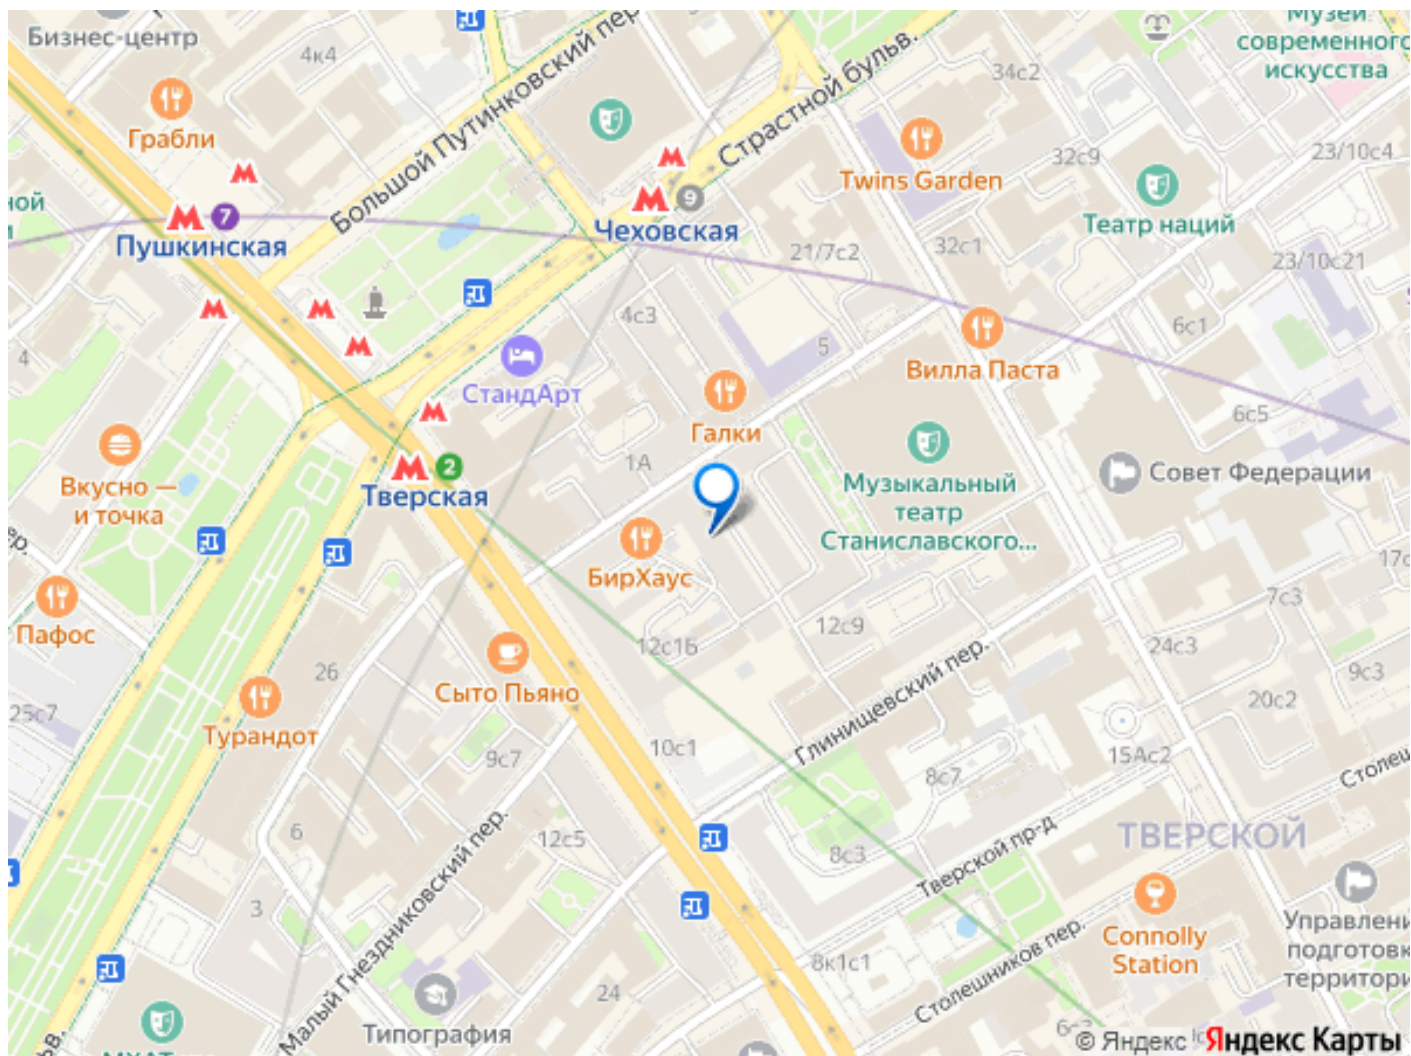 Бизнес-центр
4к4
Грабли
Большой Путинковский пер.
Страстной бульв.
34с2
Музей
современного
искусства
Twins Garden
32с9
23/10с4
Театр наций
7
Пушкинская
9
Чеховская
21/7с2
32с1
23/10с21
4с3
5
6с1
4
СтандАрт
Вилла Паста
Галки
6с5
Вкусно —
и точка
2
Тверская
1А
Музыкальный
театр
Станиславского...
Совет Федерации
17с
БирХаус
Пафос
12с1Б
12с9
7с3
24с3
9с3
Сыто Пьяно
26
Турандот
25с7
Глинищевский пер.
20с2
10с1
9с7
8с7
15Ас2
Столеш
6
12с5
8с3
Тверской пр-д
ТВЕРСКОЙ
3
Малый Гнездниковский пер.
8к1с1
Столешников пер.
Connolly
Station
Управлени
подготовк
территори
24
Типография
© Яндекс
Яндекс Карты